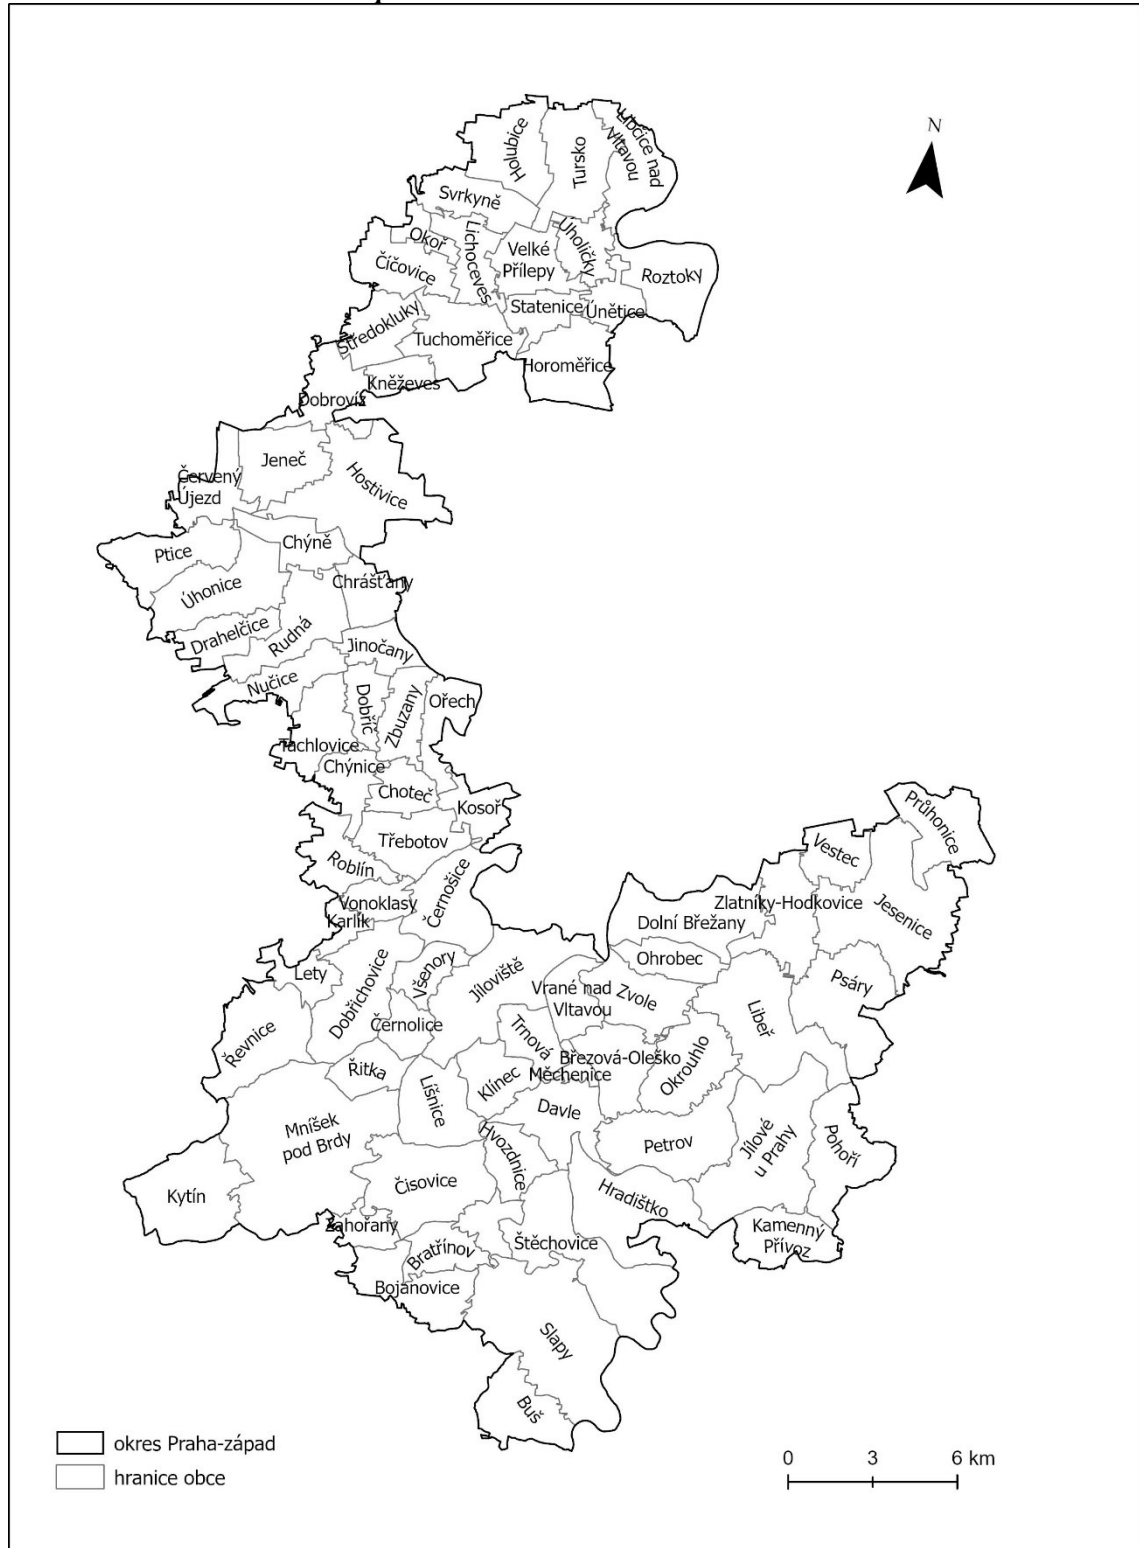 N
Holubice
Tursko
Libčice nad
Vltavou
Svrkyně
Okoř
Lichoceves
Velké
Přílepy
Úholičky
Roztoky
Číčovice
Statenice
Únětice
Středokluky
Tuchoměřice
Horoměřice
Kněževes
Dobrovíz
Jeneč
Hostivice
Červený
Újezd
Ptice
Chýně
Úhonice
Chrášťany
Drahelčice
Rudná
Jinočany
Nučice
Dobříč
Zbuzany
Ořech
Tachlovice
Chýnice
Choteč
Kosoř
Třebotov
Roblín
Černošice
Vonoklasy
Karlík
Průhonice
Vestec
Zlatníky-Hodkovice
Jesenice
Dolní Břežany
Ohrobec
Psáry
Lety
Dobřichovice
Všenory
Jíloviště
Vrané nad
Vltavou
Zvole
Libeř
Řevnice
Černolice
Trnová
Březová-Oleško
Okrouhlo
Řitka
Líšnice
Klínec
Měchenice
Davle
Mníšek
pod Brdy
Hvozdnice
Petrov
Jílové
u Prahy
Pohoří
Kytín
Čisovice
Hradištko
Zahořany
Bratřínov
Štěchovice
Kamenný
Přívoz
Bojanovice
Slapy
Buš
okres Praha-západ
hranice obce
0 3 6 km